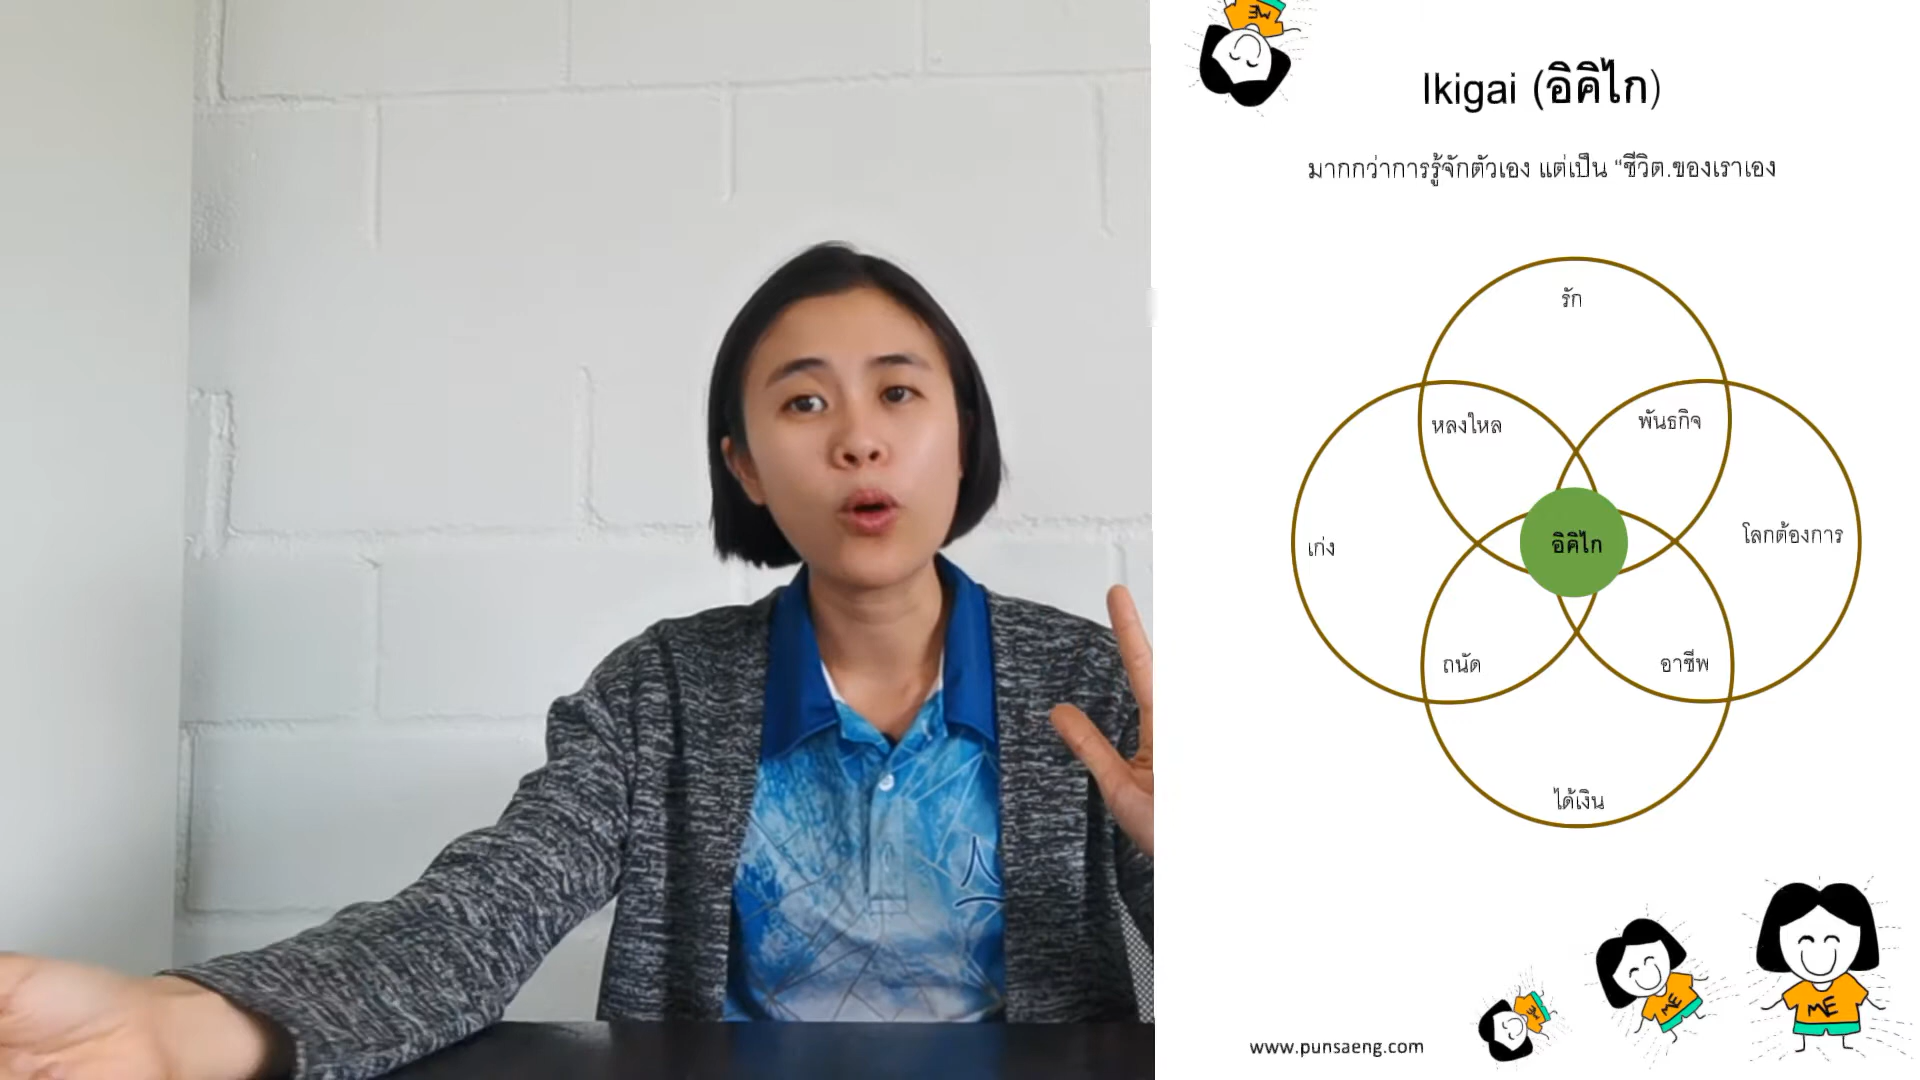 Ikigai (อิคิไก)
มากกว่าการรู้จักตัวเอง แต่เป็น “ชีวิต.ของเราเอง
รัก
หลงใหล
พันธกิจ
เก่ง
อิคิไก
โลกต้องการ
ถนัด
อาชีพ
ได้เงิน
ME
ME
ME
ME
www.punsaeng.com